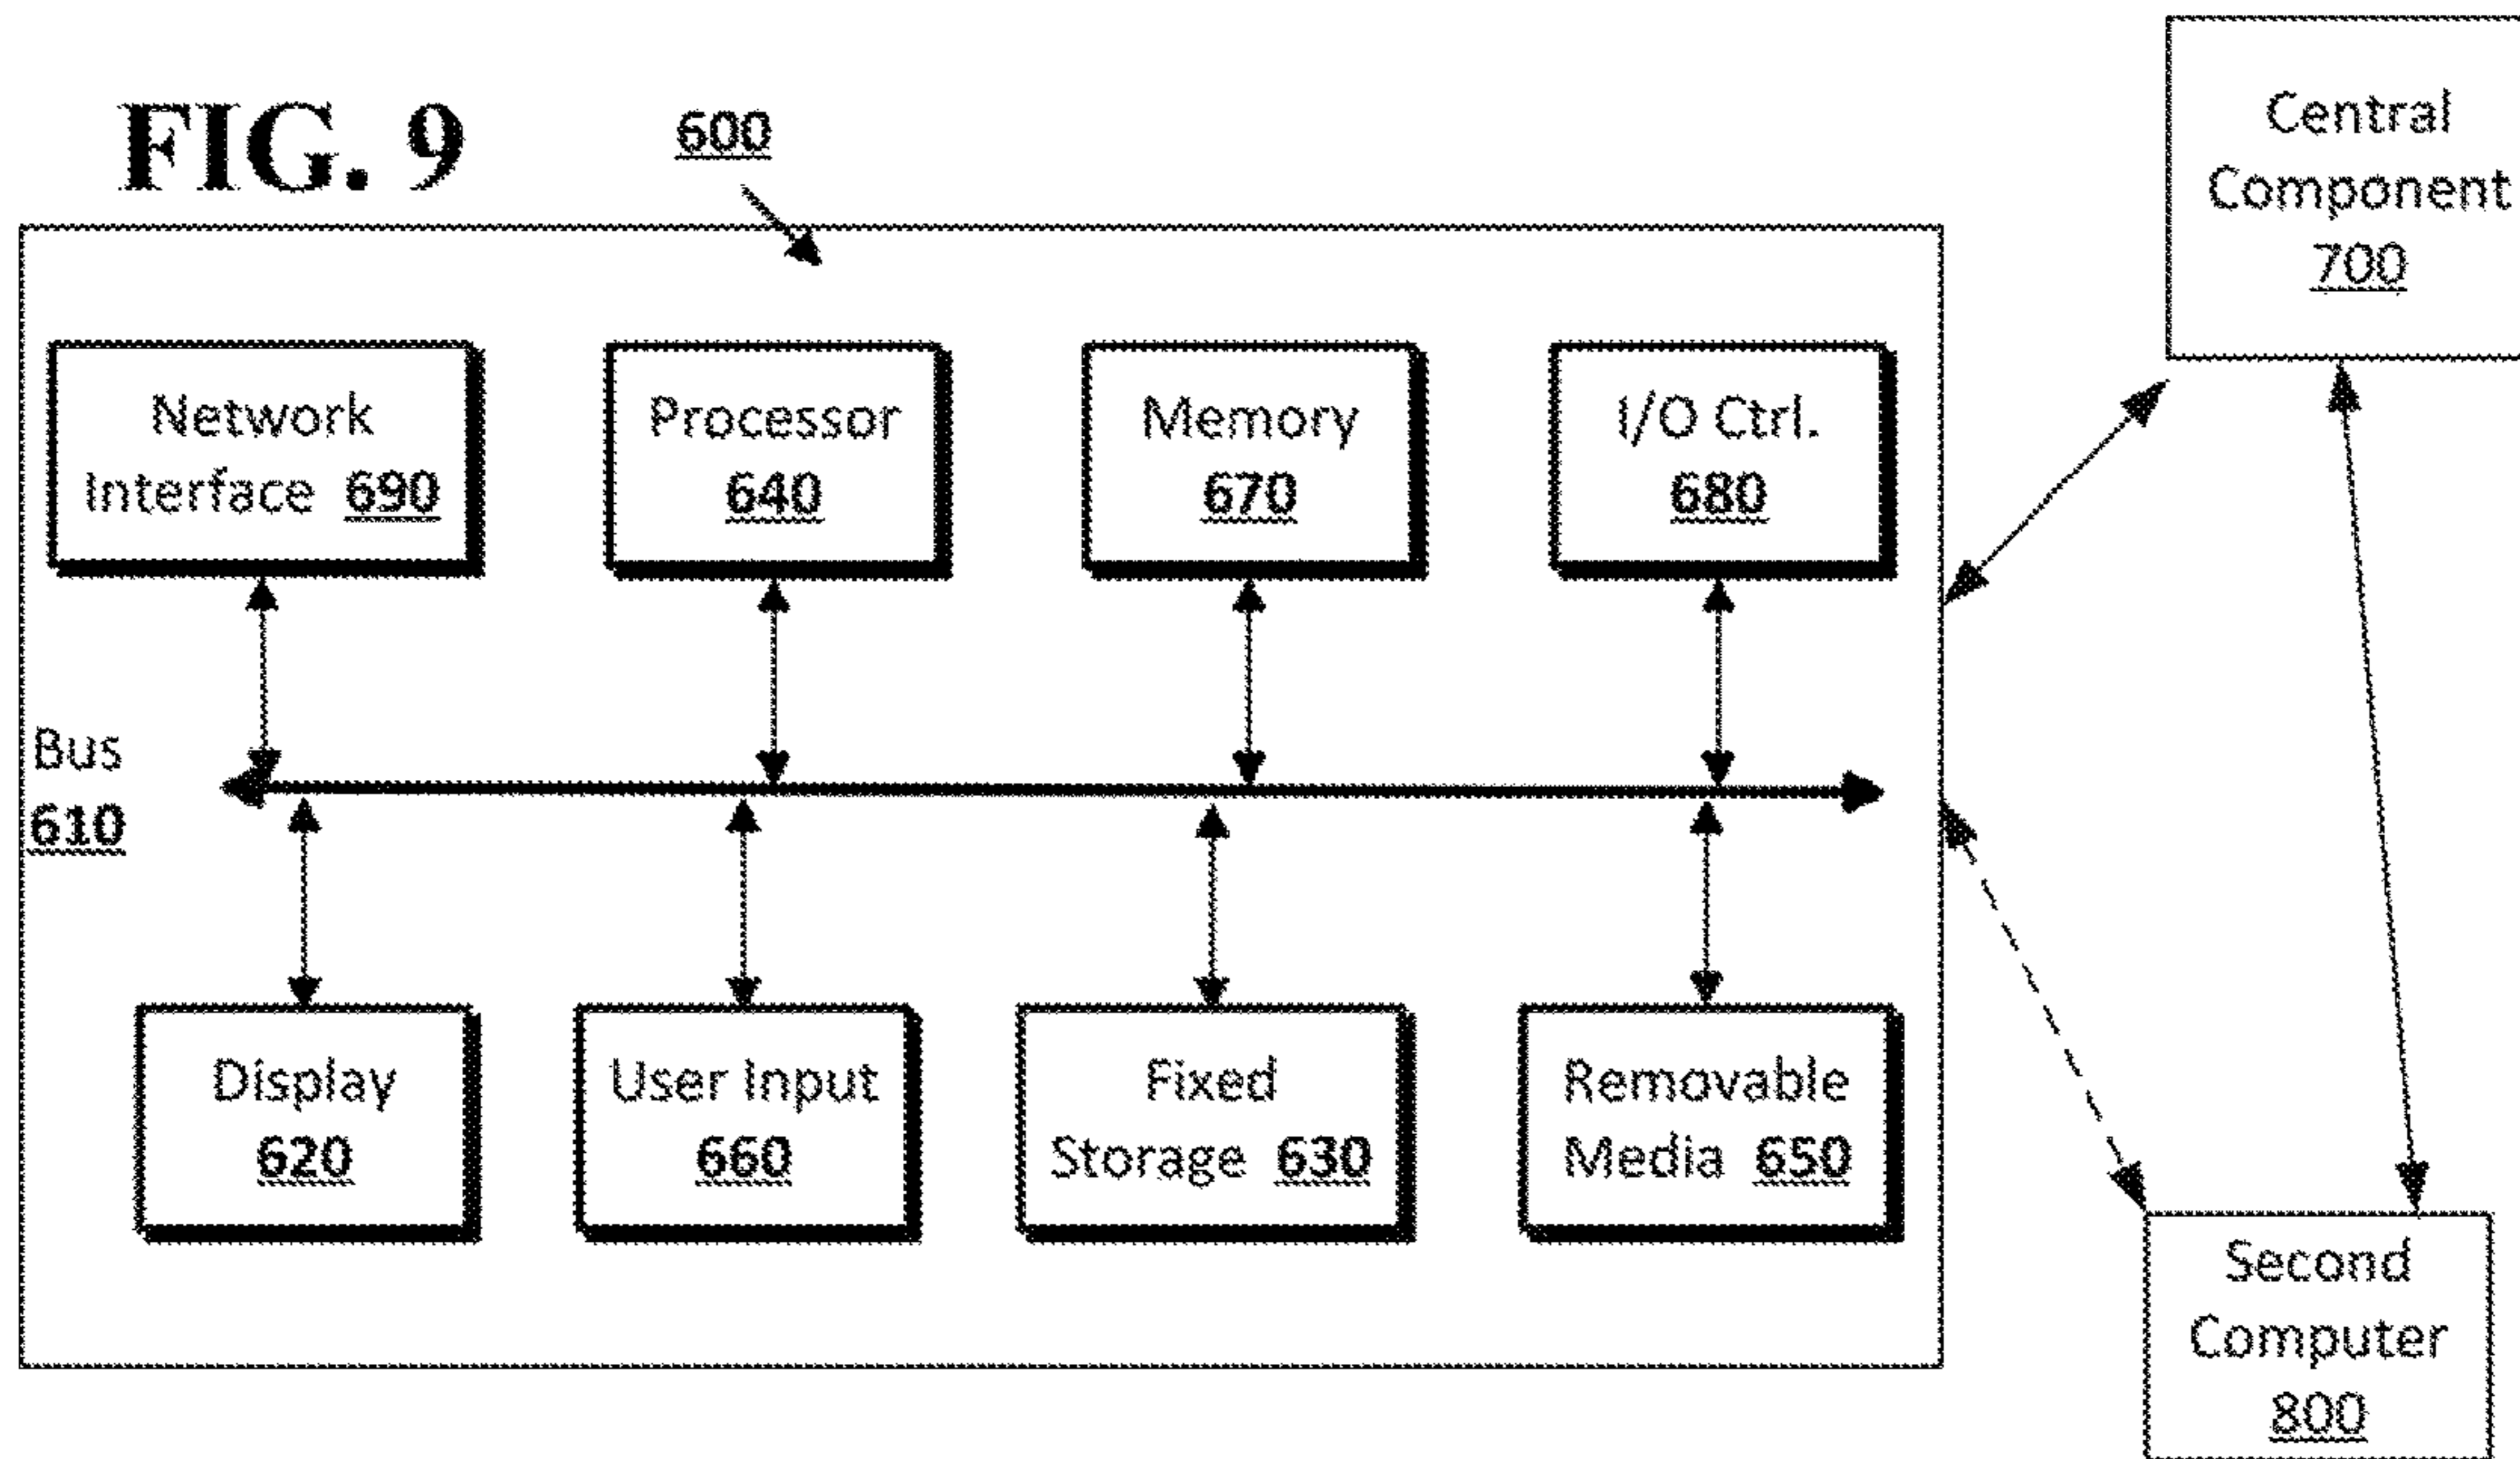 FIG. 9
600
Central
Component
700
Network
Interface 690
Processor
640
Memory
670
I/O Ctrl.
680
Bus
610
Display
620
User Input
660
Fixed
Storage 630
Removable
Media 650
Second
Computer
800